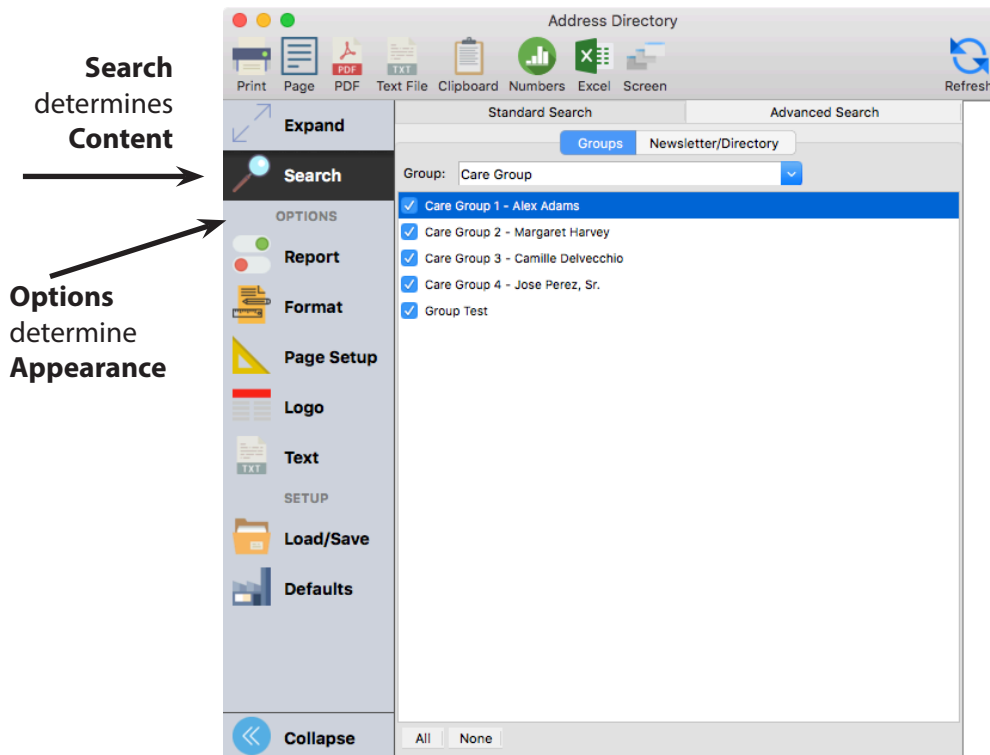 Address Directory
Print Page PDF Text File Clipboard Numbers Excel Screen Refresh
PDF
TXT
Search
determines
Content
Options
determine
Appearance
Expand
Search
OPTIONS
Report
Format
Page Setup
Logo
Text
TXT
SETUP
Load/Save
Defaults
Collapse
Standard Search Advanced Search
Groups Newsletter/Directory
Group: Care Group
Care Group 1 - Alex Adams
Care Group 2 - Margaret Harvey
Care Group 3 - Camille Delvecchio
Care Group 4 - Jose Perez, Sr.
Group Test
All None